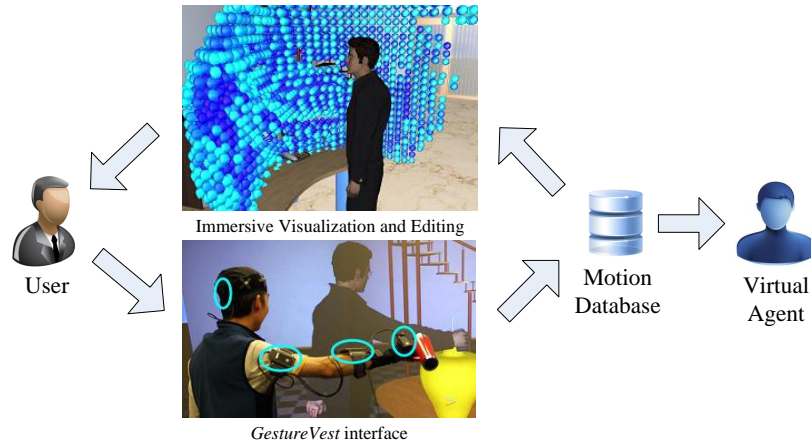 Immersive Visualization and Editing
User
Motion
Database
Virtual
Agent
GestureVest interface